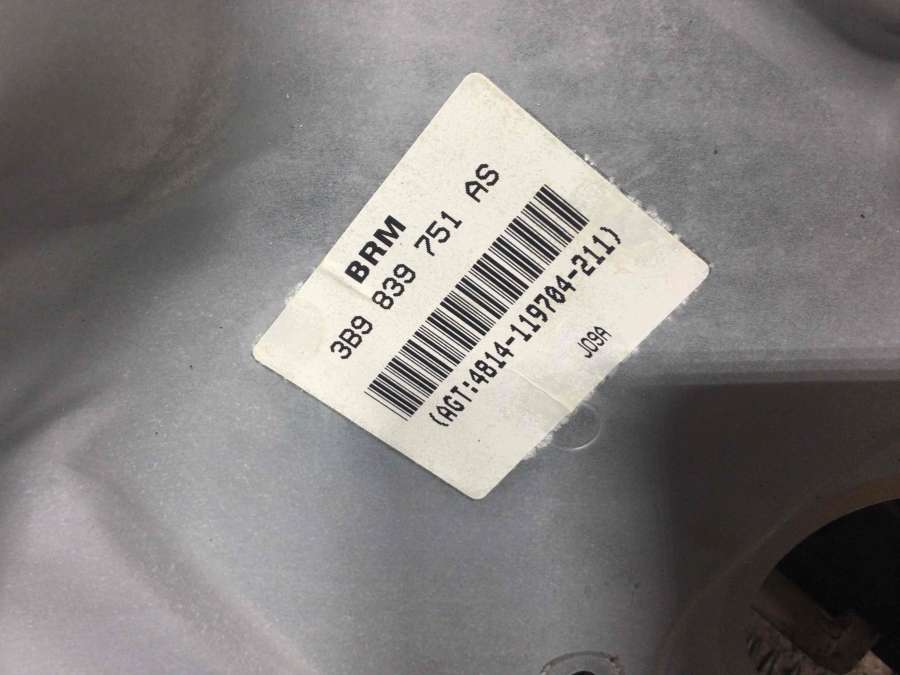 BRM
3B9 839 751 AS
(AGT:4814-119704-211)
J09A